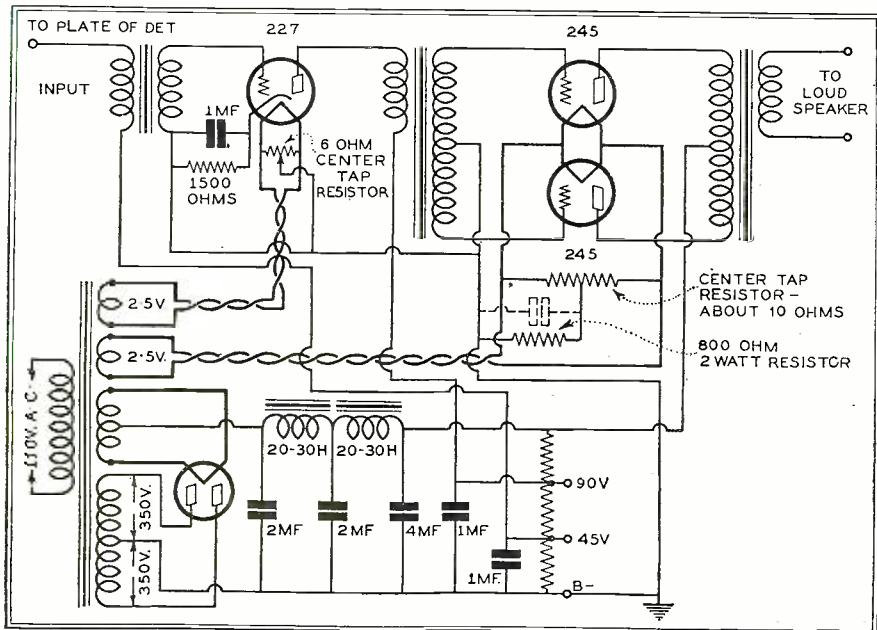 TO PLATE OF DET
227
245
INPUT
1MF
1500
OHMS
6 OHM
CENTER
TAP
RESISTOR
TO
LOUD
SPEAKER
245
CENTER TAP
RESISTOR-
ABOUT 10 OHMS
800 OHM
2 WATT RESISTOR
2·5V
2·5V.
110V. A·C·
350V.
350V.
20-30H
20-30H
2MF
2MF
4MF
1MF
1MF.
90V
45V
B-